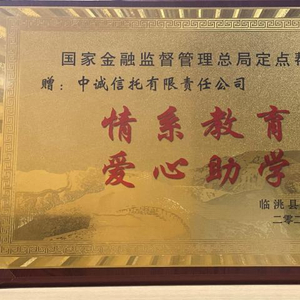 国家金融监督管理总局定点帮
赠：中诚信托有限责任公司
情系教育
爱心助学
临洮县
二零二